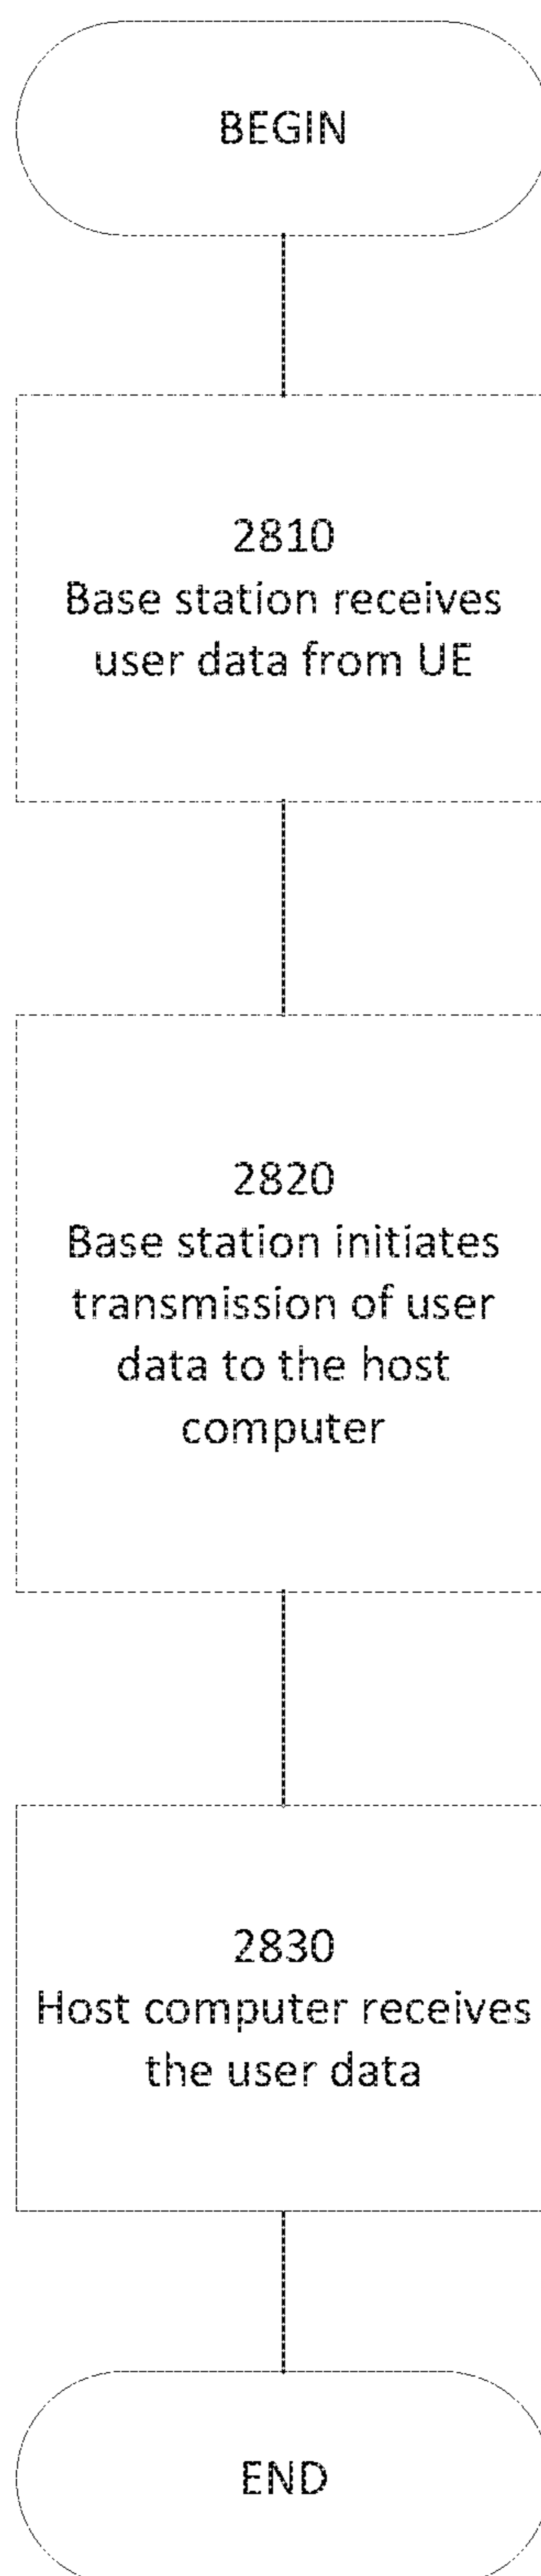 BEGIN
2810
Base station receives
user data from UE
2820
Base station initiates
transmission of user
data to the host
computer
2830
Host computer receives
the user data
END